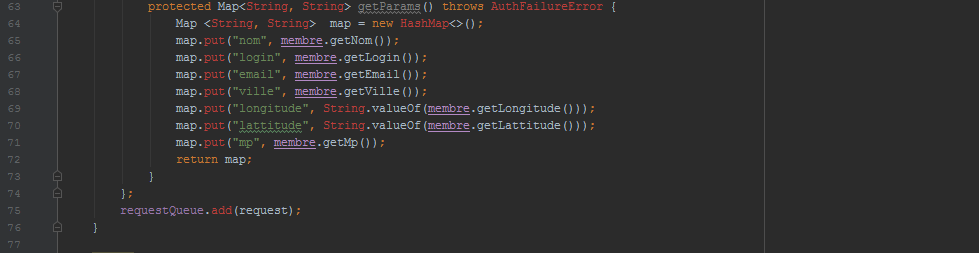 63 protected Map<String, String> getParams() throws AuthFailureError {
64 Map <String, String>  map = new HashMap<>();
65 map.put("nom", membre.getNom());
66 map.put("login", membre.getLogin());
67 map.put("email", membre.getEmail());
68 map.put("ville", membre.getVille());
69 map.put("longitude", String.valueOf(membre.getLongitude()));
70 map.put("lattitude", String.valueOf(membre.getLattitude()));
71 map.put("mp", membre.getMp());
72 return map;
73 }
74 };
75 requestQueue.add(request);
76 }
77